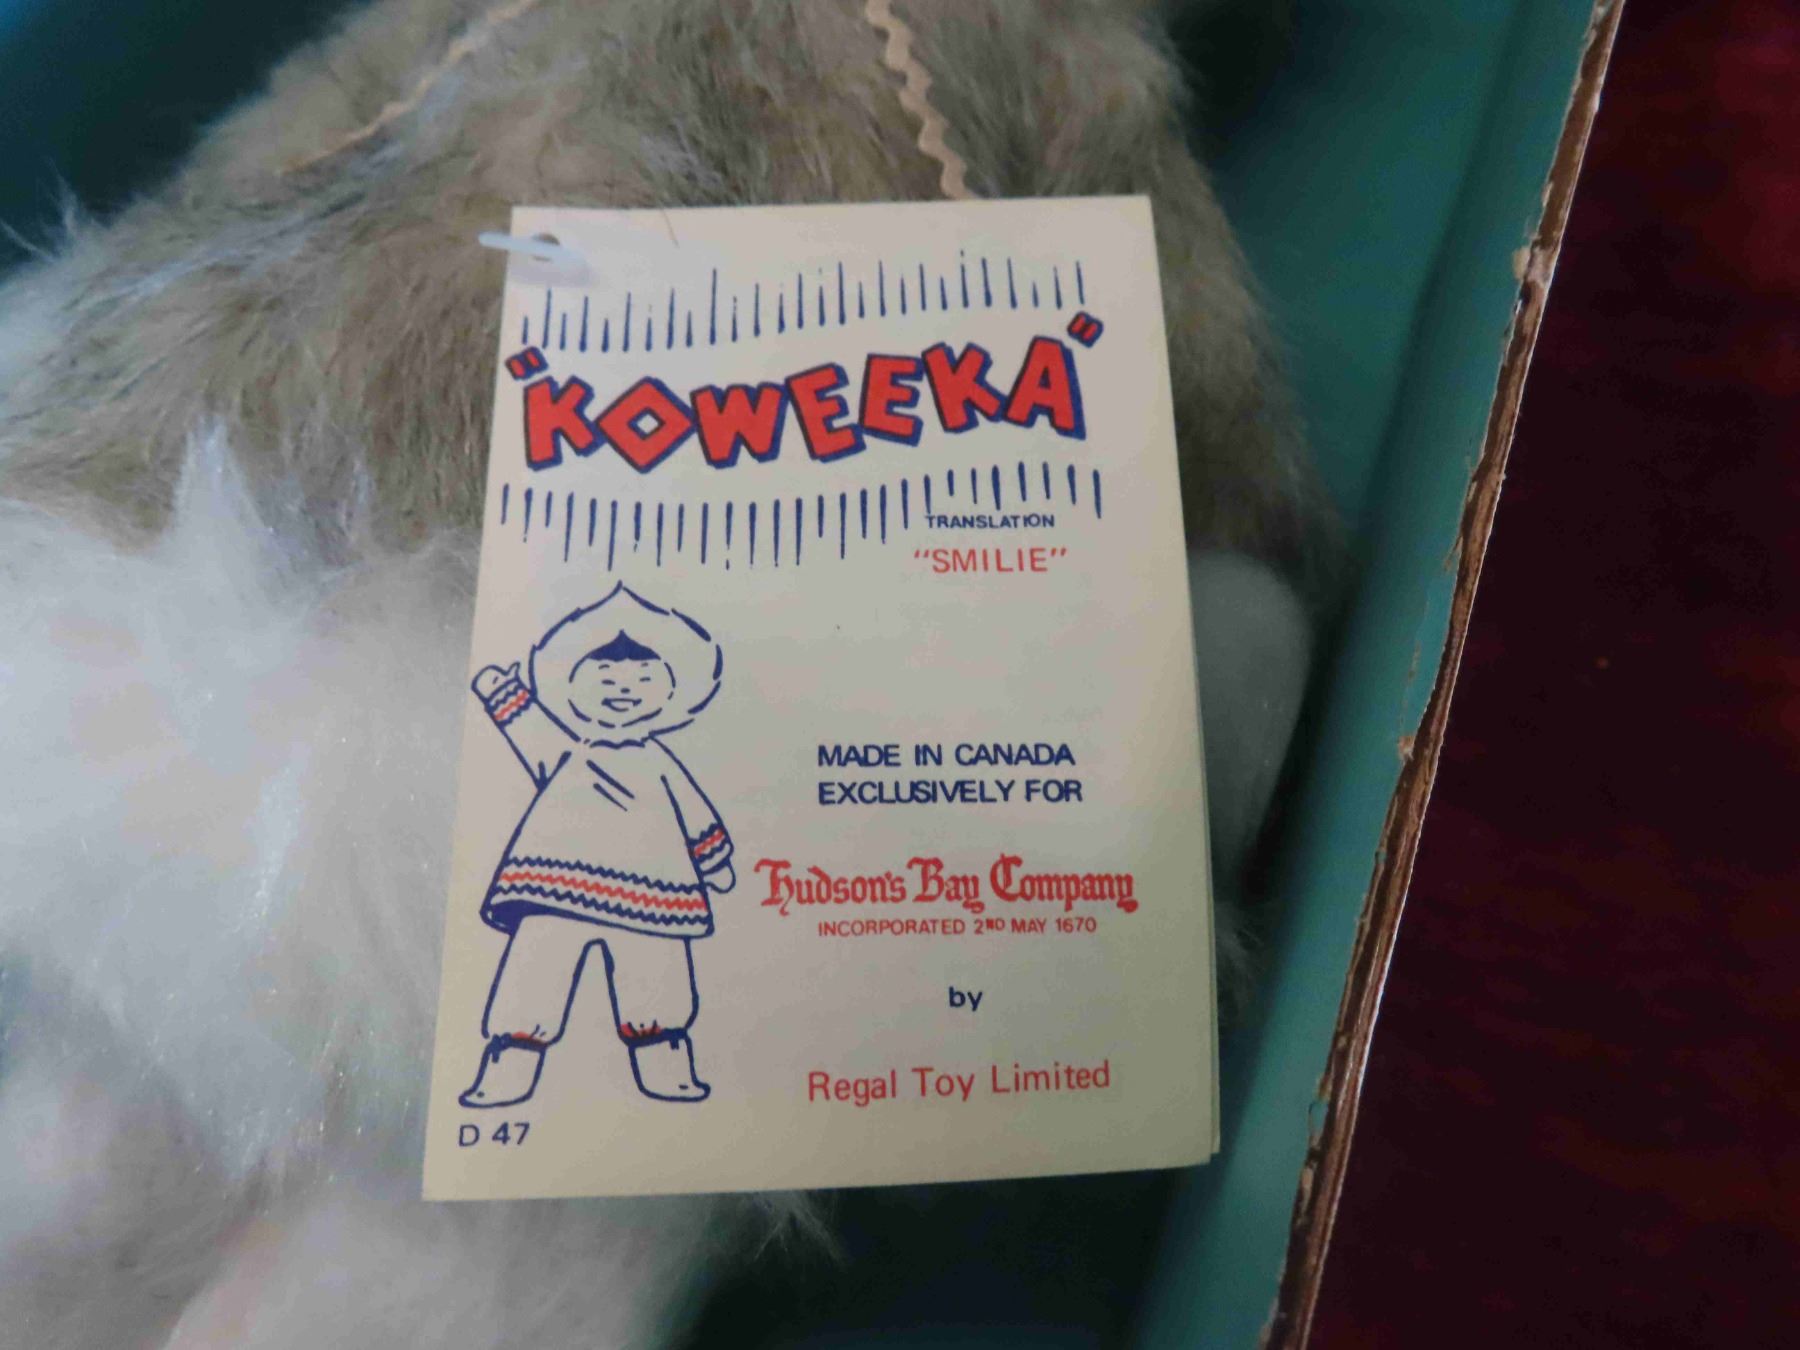 "KOWEEKA"
TRANSLATION
"SMILIE"
MADE IN CANADA
EXCLUSIVELY FOR
Hudson's Bay Company
INCORPORATED 2ND MAY 1670
by
Regal Toy Limited
D 47